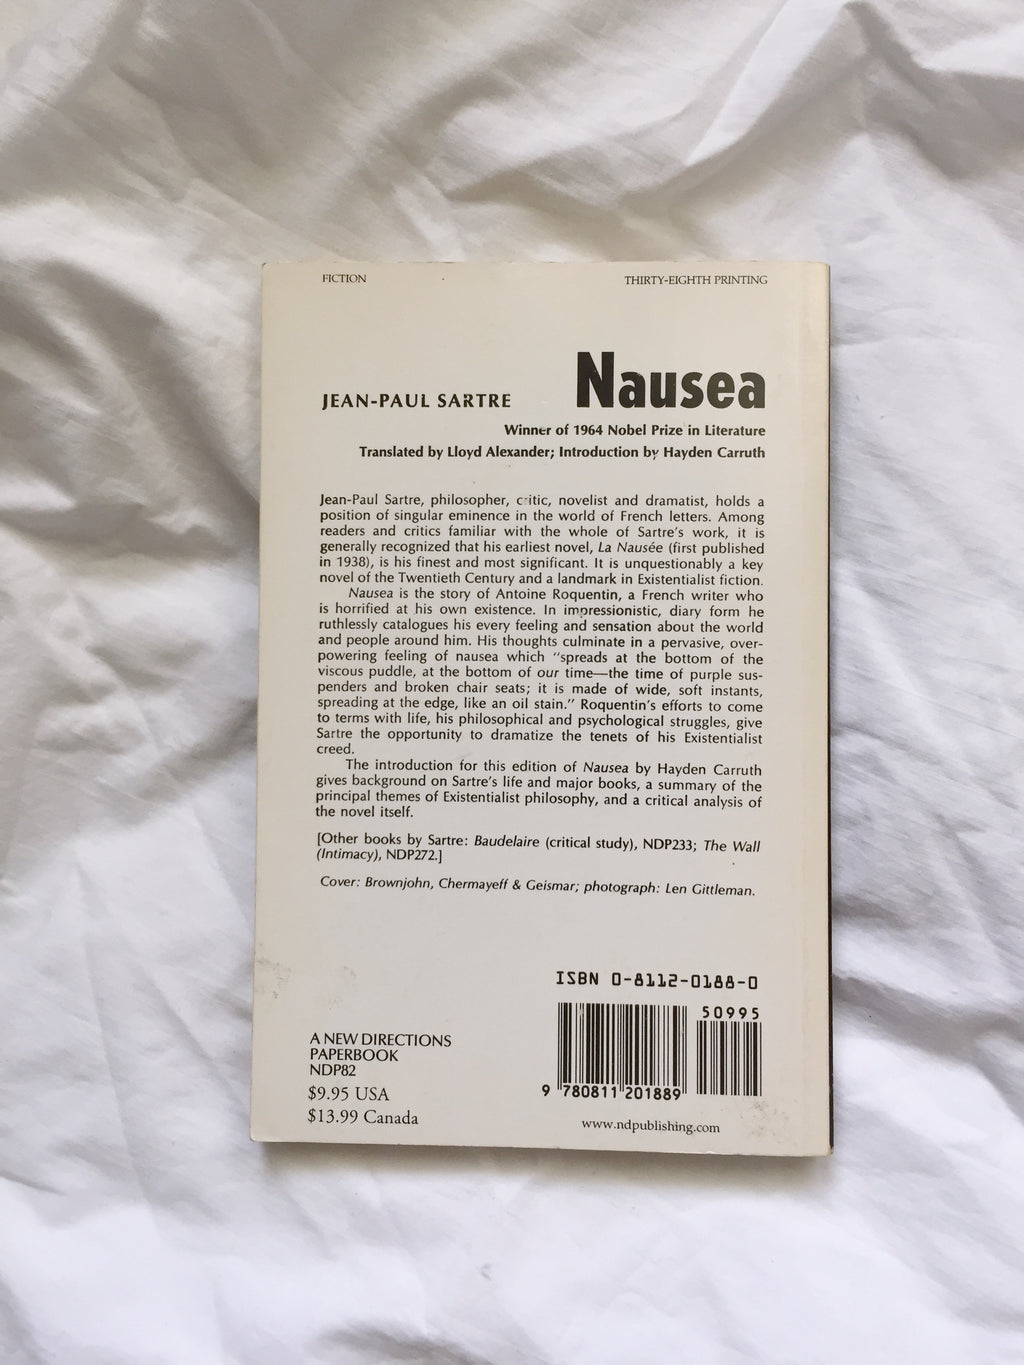 FICTION
THIRTY-EIGHTH PRINTING
JEAN-PAUL SARTRE
Nausea
Winner of 1964 Nobel Prize in Literature
Translated by Lloyd Alexander; Introduction by Hayden Carruth
Jean-Paul Sartre, philosopher, critic, novelist and dramatist, holds a
position of singular eminence in the world of French letters. Among
readers and critics familiar with the whole of Sartre's work, it is
generally recognized that his earliest novel, La Nausée (first published
in 1938), is his finest and most significant. It is unquestionably a key
novel of the Twentieth Century and a landmark in Existentialist fiction.
Nausea is the story of Antoine Roquentin, a French writer who
is horrified at his own existence. In impressionistic, diary form he
ruthlessly catalogues his every feeling and sensation about the world
and people around him. His thoughts culminate in a pervasive, over-
powering feeling of nausea which "spreads at the bottom of the
viscous puddle, at the bottom of our time—the time of purple sus-
penders and broken chair seats; it is made of wide, soft instants,
spreading at the edge, like an oil stain." Roquentin's efforts to come
to terms with life, his philosophical and psychological struggles, give
Sartre the opportunity to dramatize the tenets of his Existentialist
creed.
The introduction for this edition of Nausea by Hayden Carruth
gives background on Sartre's life and major books, a summary of the
principal themes of Existentialist philosophy, and a critical analysis of
the novel itself.
[Other books by Sartre: Baudelaire (critical study), NDP233; The Wall
(Intimacy), NDP272.]
Cover: Brownjohn, Chermayeff & Geismar; photograph: Len Gittleman.
ISBN 0-8112-0188-0
50995
9 780811 201889
www.ndpublishing.com
A NEW DIRECTIONS
PAPERBOOK
NDP82
$9.95 USA
$13.99 Canada